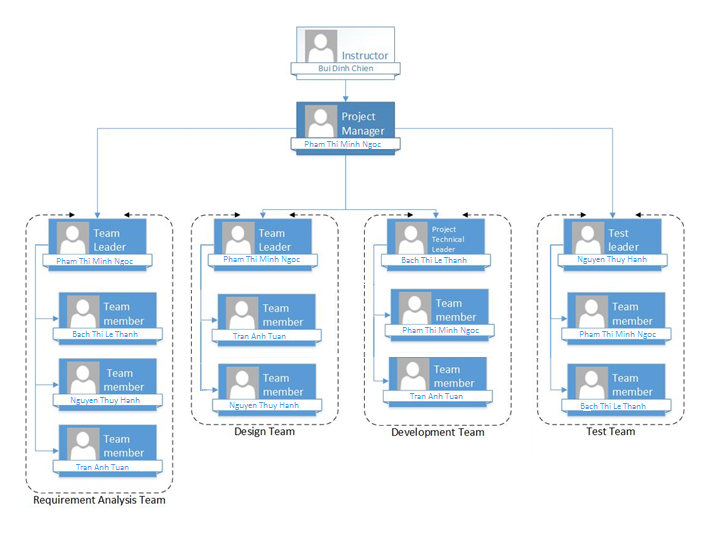 Instructor
Bui Dinh Chien
Project
Manager
Pham Thi Minh Ngoc
Team
Leader
Pham Thi Minh Ngoc
Team
member
Bach Thi Le Thanh
Team
member
Nguyen Thuy Hanh
Team
member
Tran Anh Tuan
Requirement Analysis Team
Team
Leader
Pham Thi Minh Ngoc
Team
member
Tran Anh Tuan
Team
member
Nguyen Thuy Hanh
Design Team
Project
Technical
Leader
Bach Thi Le Thanh
Team
member
Pham Thi Minh Ngoc
Team
member
Tran Anh Tuan
Development Team
Test
leader
Nguyen Thuy Hanh
Team
member
Pham Thi Minh Ngoc
Team
member
Bach Thi Le Thanh
Test Team